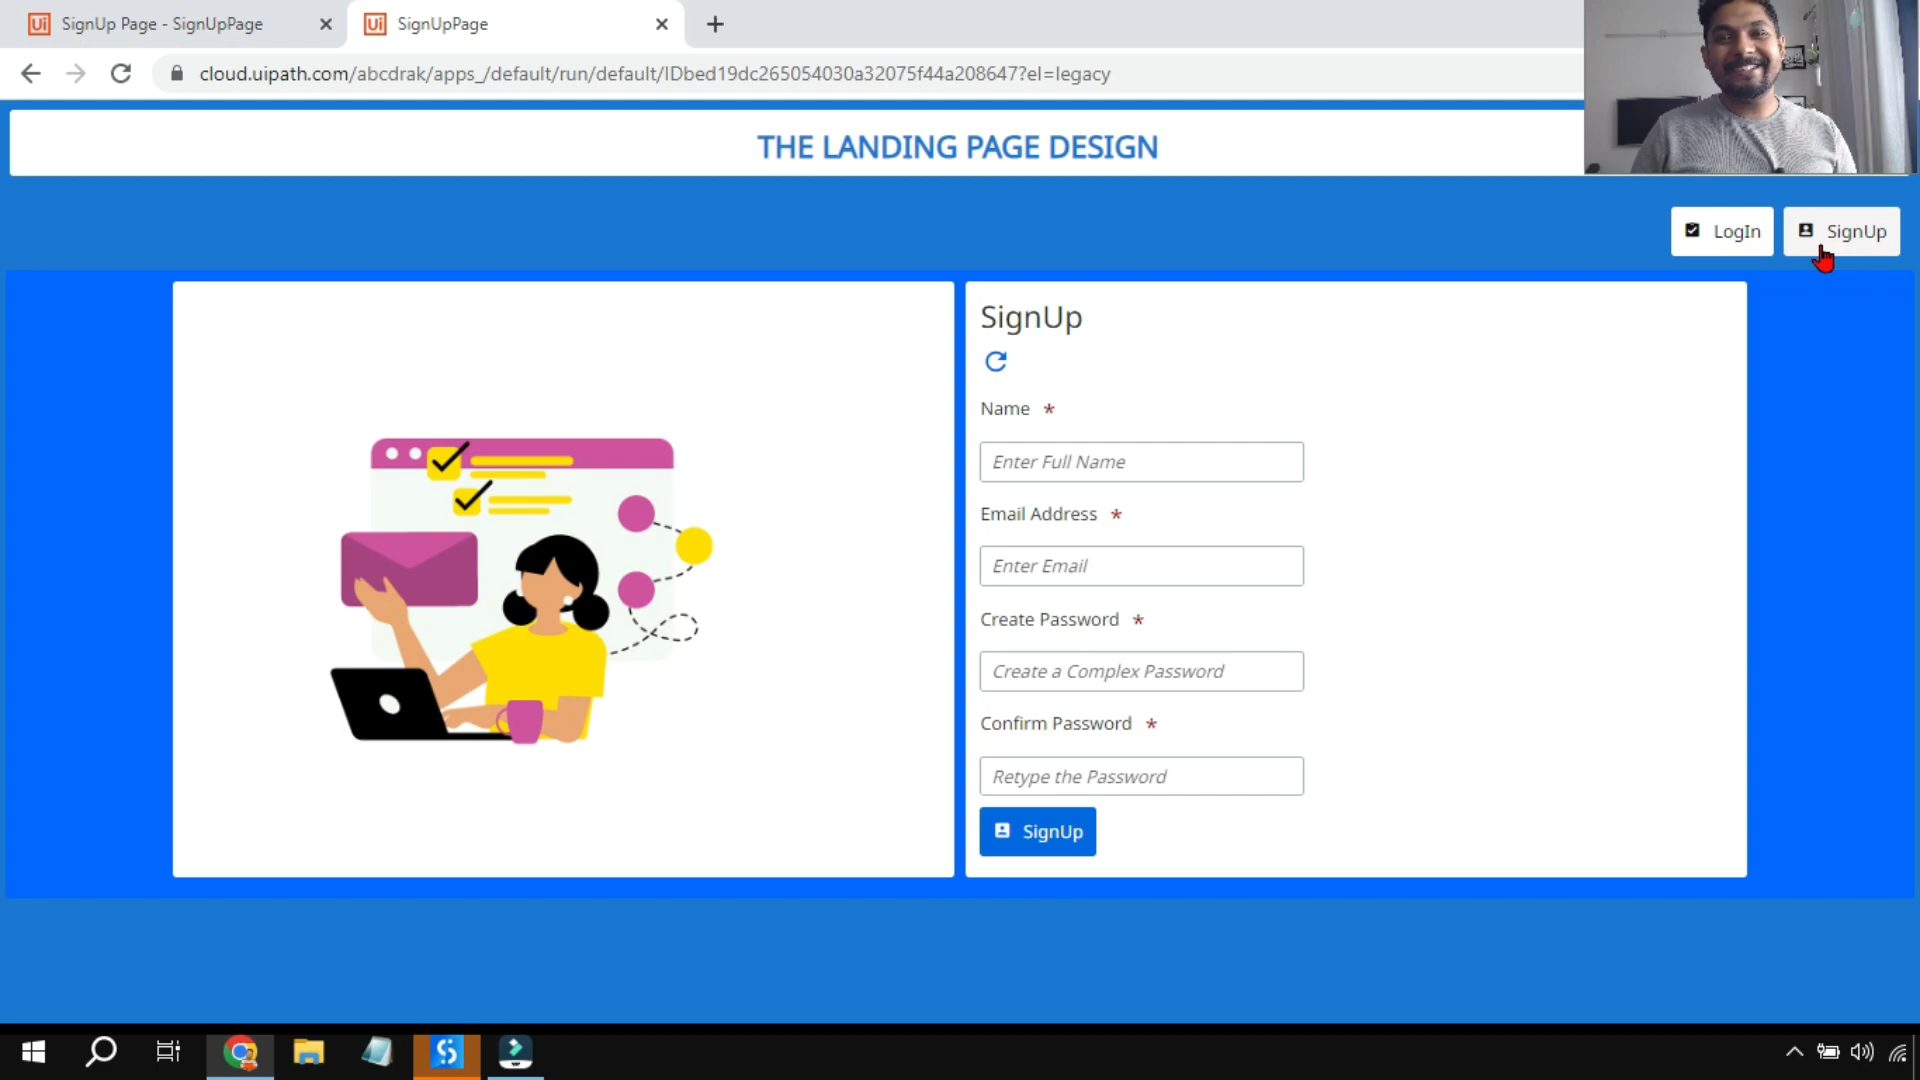 Ui SignUp Page - SignUpPage
Ui SignUpPage
cloud.uipath.com/abcdrak/apps_/default/run/default/IDbed19dc265054030a32075f44a208647?el=legacy
THE LANDING PAGE DESIGN
LogIn
SignUp
SignUp
Name *
Enter Full Name
Email Address *
Enter Email
Create Password *
Create a Complex Password
Confirm Password *
Retype the Password
SignUp